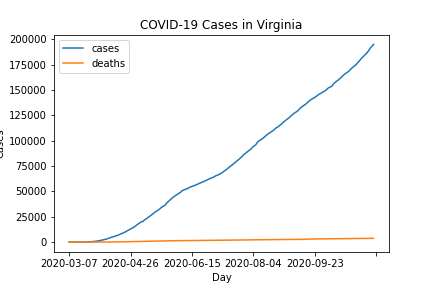 COVID-19 Cases in Virginia
cases
deaths
200000
175000
150000
125000
100000
75000
50000
25000
0
cases
2020-03-07 2020-04-26 2020-06-15 2020-08-04 2020-09-23
Day